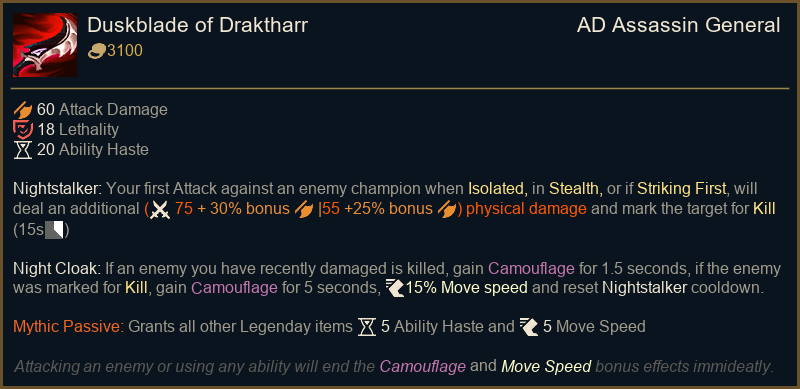 Duskblade of Draktharr
AD Assassin General
3100
60 Attack Damage
18 Lethality
20 Ability Haste
Nightstalker: Your first Attack against an enemy champion when Isolated, in Stealth, or if Striking First, will
deal an additional ( 75 + 30% bonus |55 +25% bonus ) physical damage and mark the target for Kill
(15s )
Night Cloak: If an enemy you have recently damaged is killed, gain Camouflage for 1.5 seconds, if the enemy
was marked for Kill, gain Camouflage for 5 seconds, 15% Move speed and reset Nightstalker cooldown.
Mythic Passive: Grants all other Legenday items 5 Ability Haste and 5 Move Speed
Attacking an enemy or using any ability will end the Camouflage and Move Speed bonus effects immideatly.